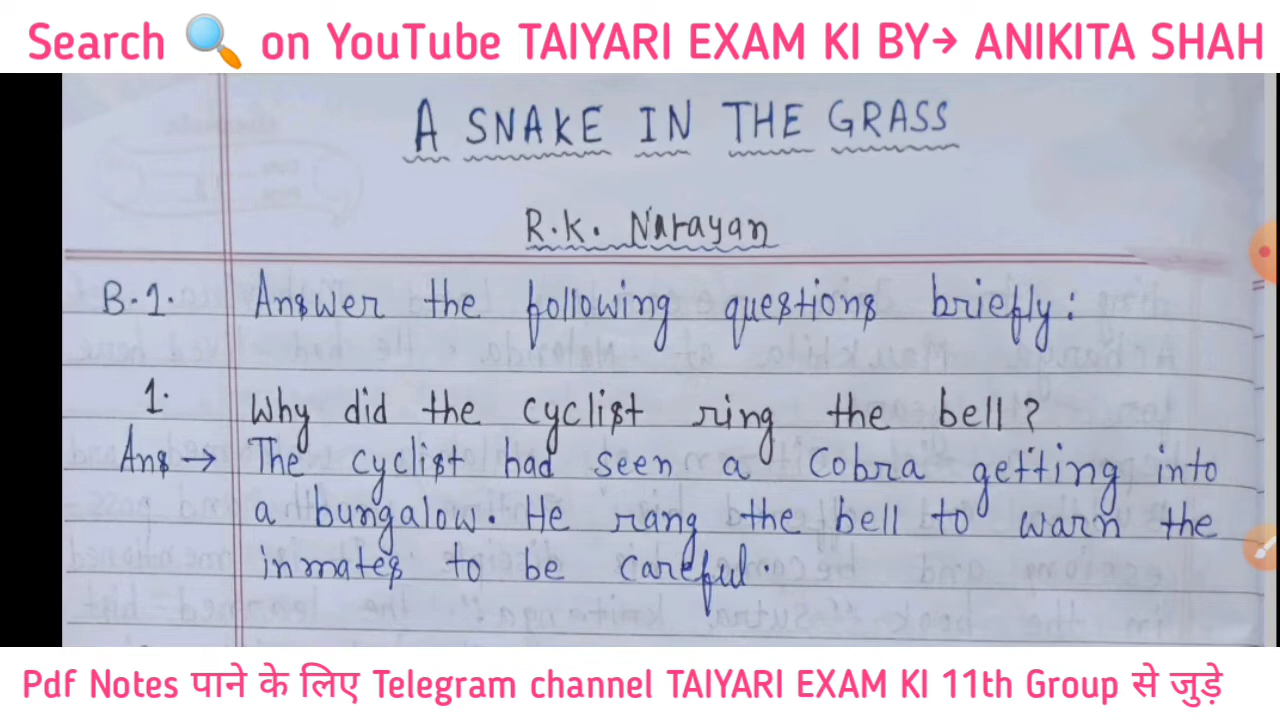 Search 🔍 on YouTube TAIYARI EXAM KI BY→ ANIKITA SHAH
A SNAKE IN THE GRASS
R.K. Narayan
B.1. Answer the following questions briefly:
1. Why did the cyclist ring the bell?
Ans → The cyclist had seen a Cobra getting into
a bungalow. He rang the bell to warn the
inmates to be careful.
Pdf Notes पाने के लिए Telegram channel TAIYARI EXAM KI 11th Group से जुड़े